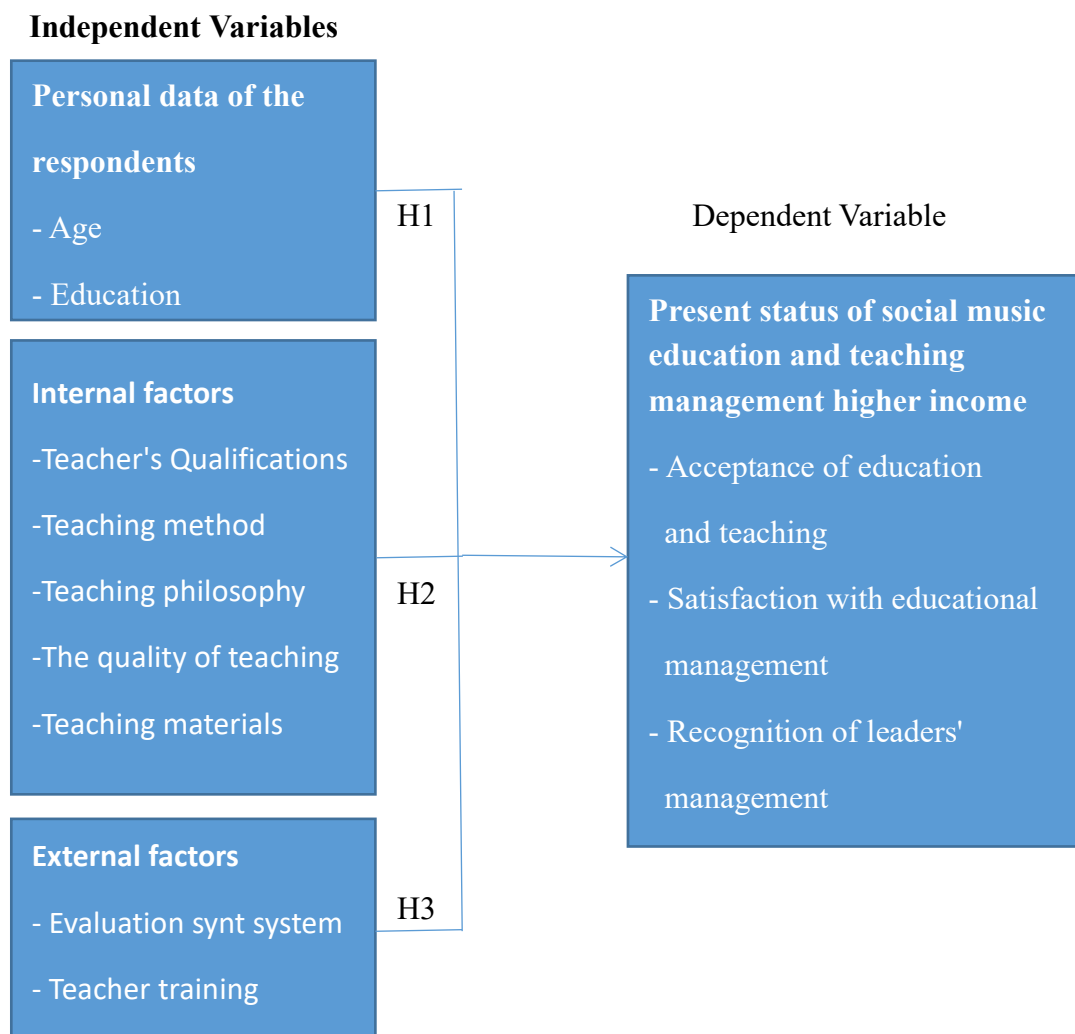 Independent Variables
Personal data of the
respondents
- Age
- Education
H1
Internal factors
-Teacher's Qualifications
-Teaching method
-Teaching philosophy
-The quality of teaching
-Teaching materials
H2
External factors
- Evaluation synt system
- Teacher training
H3
Dependent Variable
Present status of social music
education and teaching
management higher income
- Acceptance of education
and teaching
- Satisfaction with educational
management
- Recognition of leaders'
management